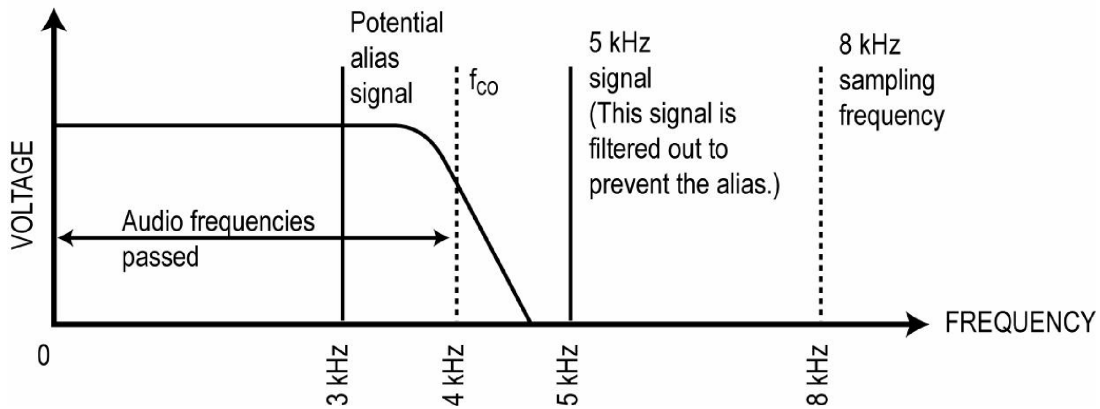 Potential
alias
signal
f_CO
5 kHz
signal
(This signal is
filtered out to
prevent the alias.)
8 kHz
sampling
frequency
VOLTAGE
Audio frequencies
passed
FREQUENCY
0
3 kHz
4 kHz
5 kHz
8 kHz